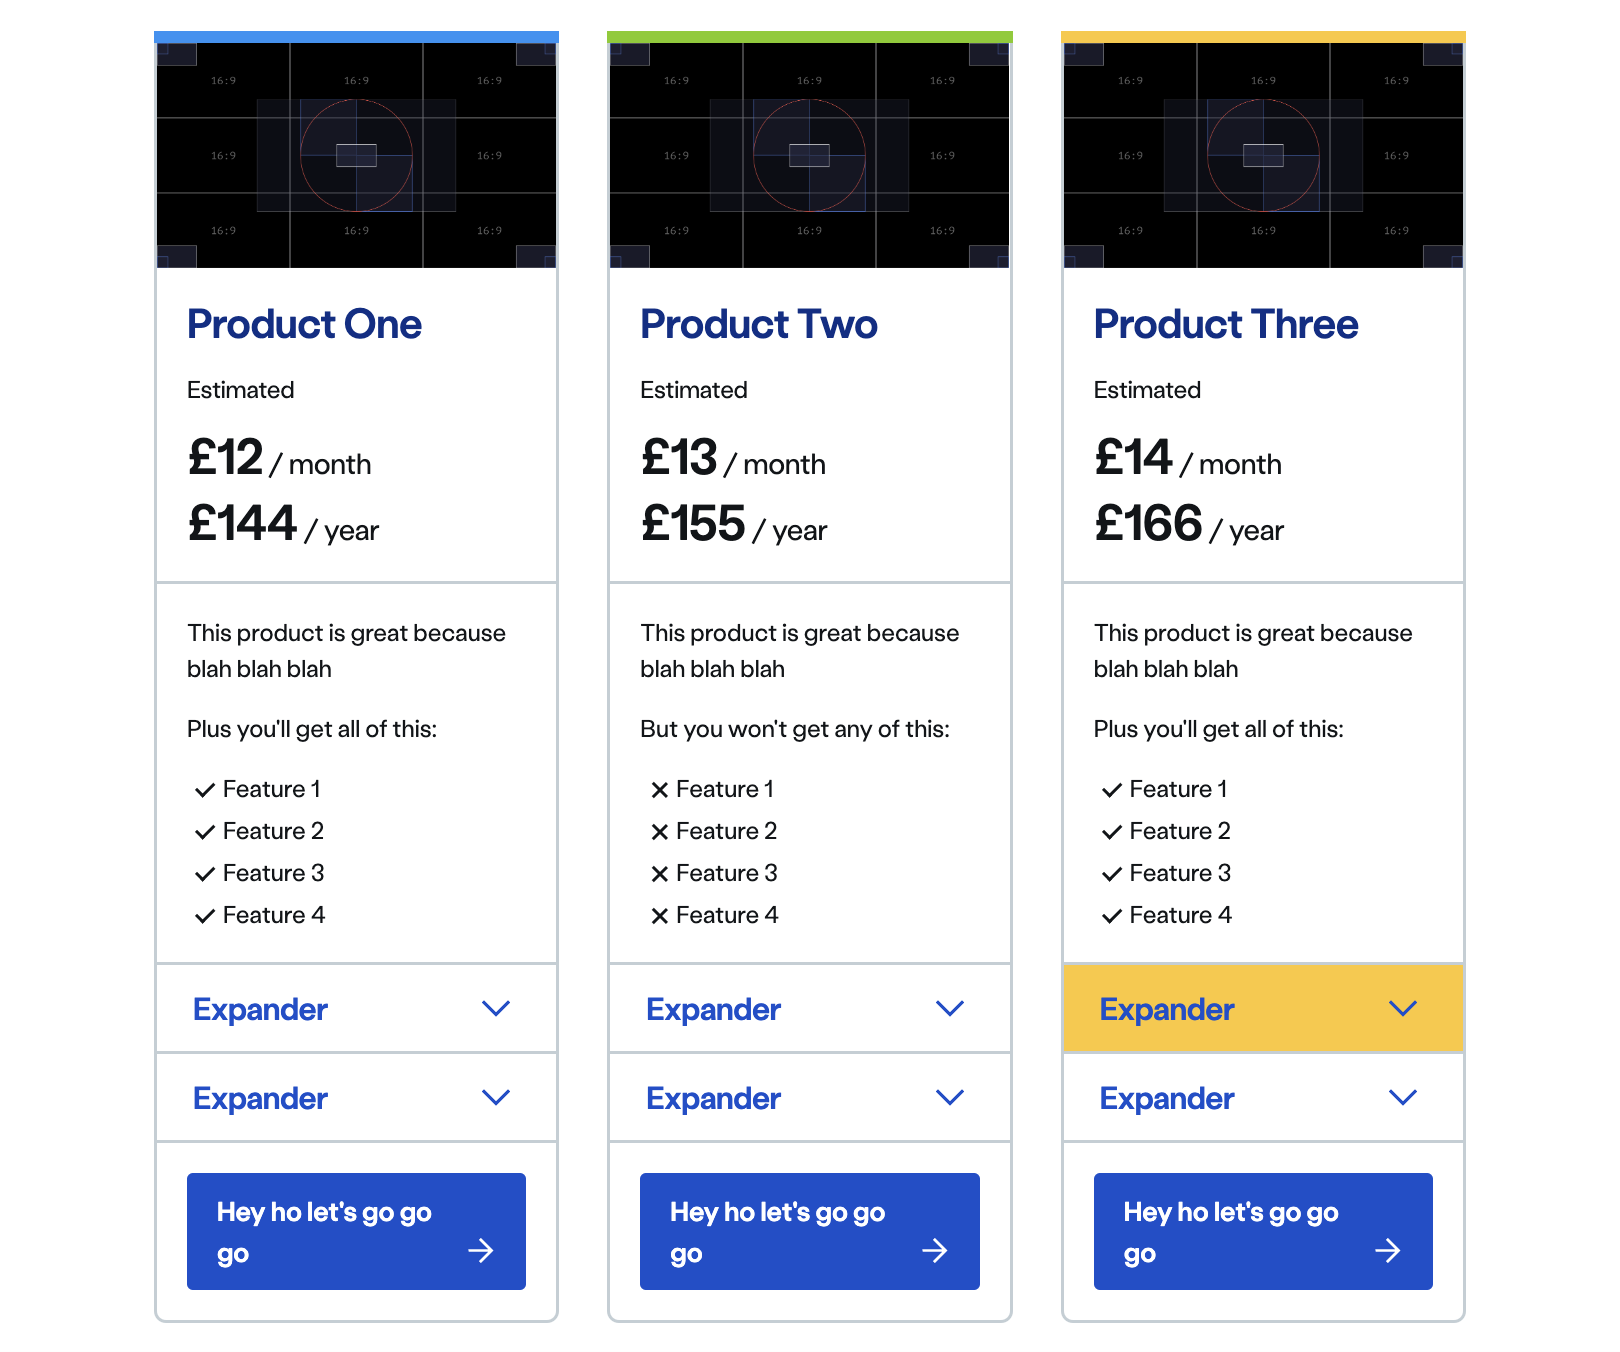 16:9 16:9 16:9
16:9 16:9
16:9 16:9 16:9
Product One
Estimated
£12 / month
£144 / year
This product is great because
blah blah blah
Plus you'll get all of this:
Feature 1
Feature 2
Feature 3
Feature 4
Expander
Expander
Hey ho let's go go
go
16:9 16:9 16:9
16:9 16:9
16:9 16:9 16:9
Product Two
Estimated
£13 / month
£155 / year
This product is great because
blah blah blah
But you won't get any of this:
Feature 1
Feature 2
Feature 3
Feature 4
Expander
Expander
Hey ho let's go go
go
16:9 16:9 16:9
16:9 16:9
16:9 16:9 16:9
Product Three
Estimated
£14 / month
£166 / year
This product is great because
blah blah blah
Plus you'll get all of this:
Feature 1
Feature 2
Feature 3
Feature 4
Expander
Expander
Hey ho let's go go
go